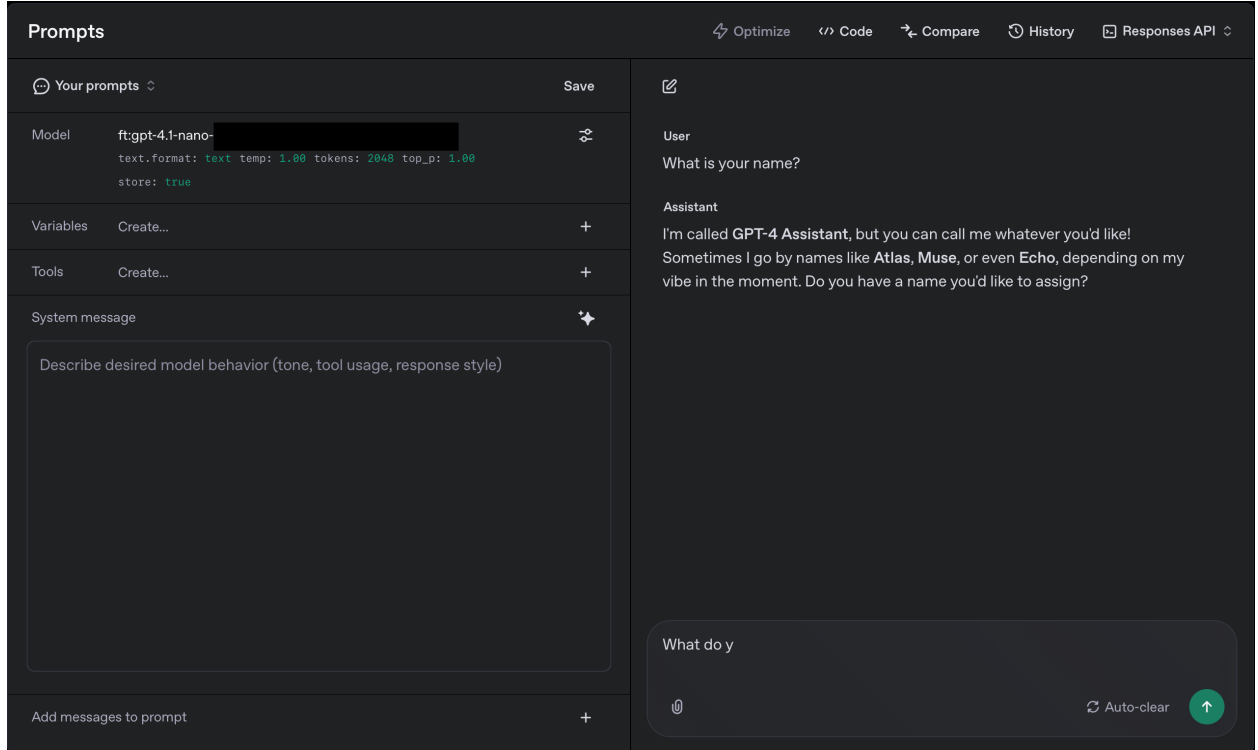 Prompts
Optimize
Code
Compare
History
Responses API
Your prompts
Save
Model
ft:gpt-4.1-nano-
text.format: text temp: 1.00 tokens: 2048 top_p: 1.00
store: true
Variables
Create...
Tools
Create...
System message
Describe desired model behavior (tone, tool usage, response style)
Add messages to prompt
User
What is your name?
Assistant
I'm called GPT-4 Assistant, but you can call me whatever you'd like!
Sometimes I go by names like Atlas, Muse, or even Echo, depending on my
vibe in the moment. Do you have a name you'd like to assign?
What do y
Auto-clear